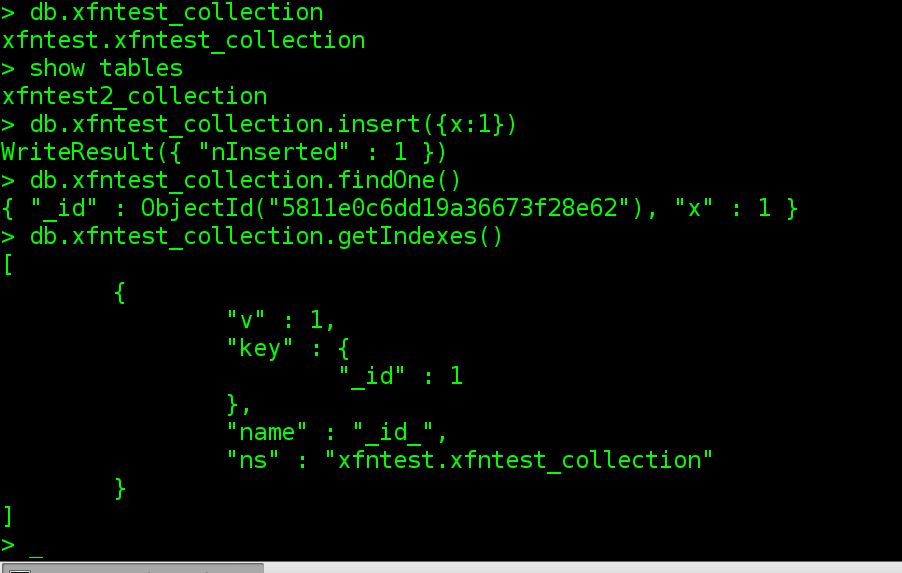 > db.xfntest_collection
xfntest.xfntest_collection
> show tables
xfntest2_collection
> db.xfntest_collection.insert({x:1})
WriteResult({ "nInserted" : 1 })
> db.xfntest_collection.findOne()
{ "_id" : ObjectId("5811e0c6dd19a36673f28e62"), "x" : 1 }
> db.xfntest_collection.getIndexes()
[
        {
                "v" : 1,
                "key" : {
                        "_id" : 1
                },
                "name" : "_id_",
                "ns" : "xfntest.xfntest_collection"
        }
]
> _